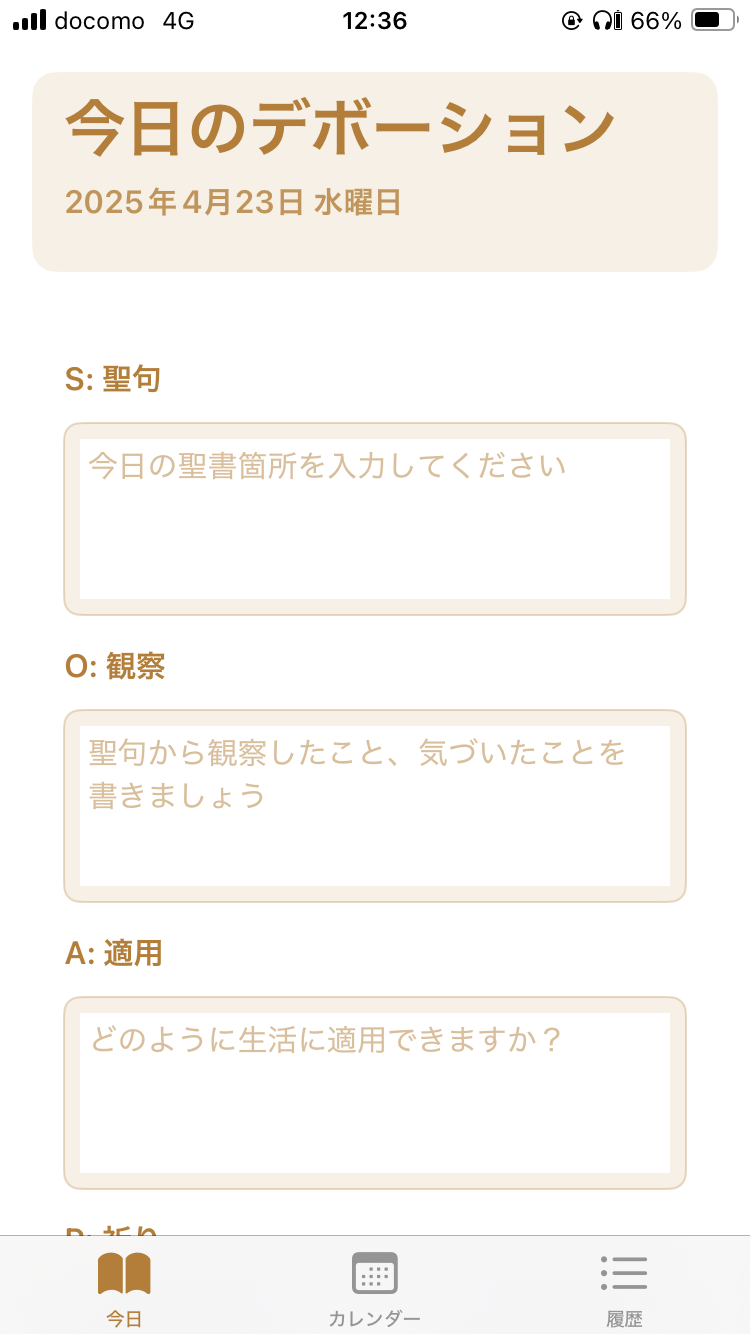 docomo 4G 12:36 66%
今日のデボーション
2025年4月23日 水曜日
S: 聖句
今日の聖書箇所を入力してください
O: 観察
聖句から観察したこと、気づいたことを
書きましょう
A: 適用
どのように生活に適用できますか？
P: 祈り
今日 カレンダー 履歴